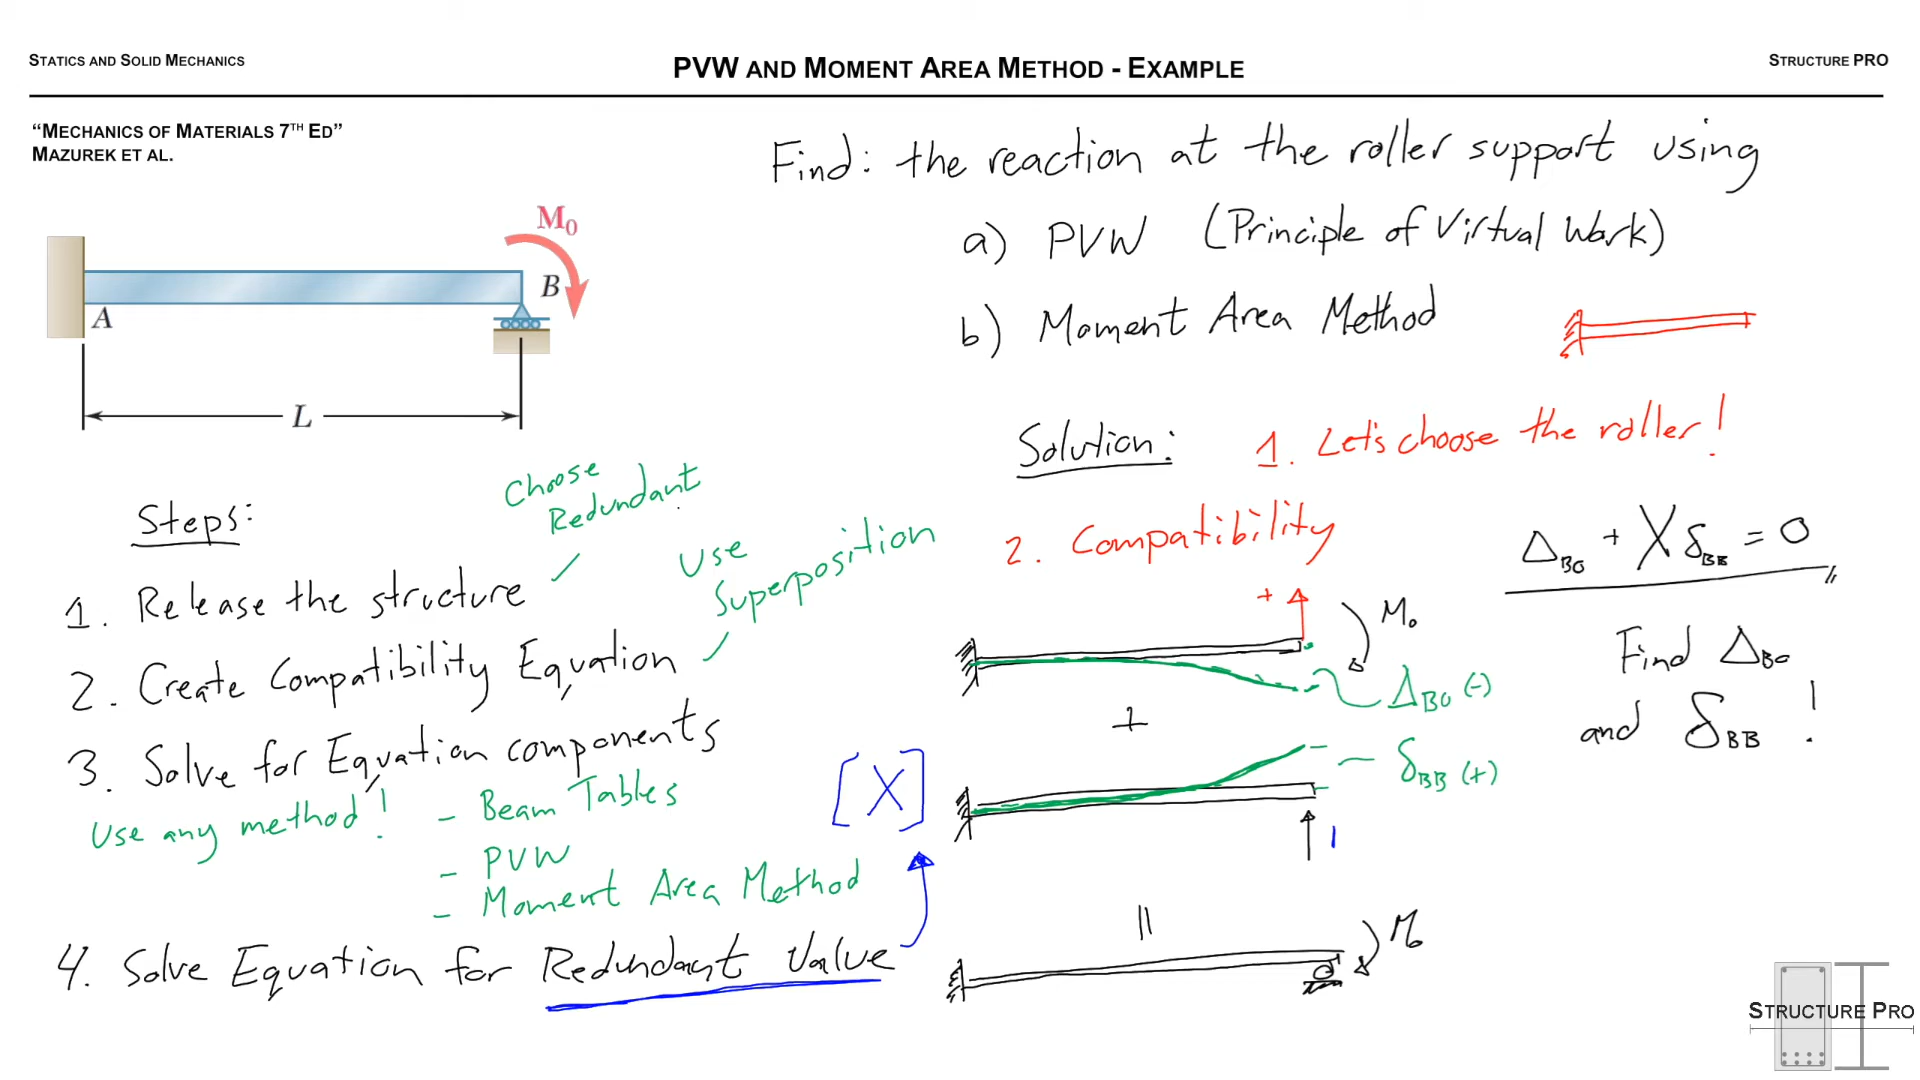 STATICS AND SOLID MECHANICS
PVW AND MOMENT AREA METHOD - EXAMPLE
STRUCTURE PRO
“MECHANICS OF MATERIALS 7TH ED”
MAZUREK ET AL.
M0
B
A
L
Find: the reaction at the roller support using
a) PVW (Principle of Virtual Work)
b) Moment Area Method
Steps:
Choose
Redundant
1. Release the structure ✓
Use
Superposition
2. Create Compatibility Equation ✓
3. Solve for Equation components
Use any method!
- Beam Tables
- PVW
- Moment Area Method
[X]
4. Solve Equation for Redundant Value
Solution: 1. Let's choose the roller!
2. Compatibility
ΔB0 + X δBB = 0
+
M0
ΔB0 (-)
+
δBB (+)
1
||
M0
Find ΔB0
and δBB !
STRUCTURE PRO